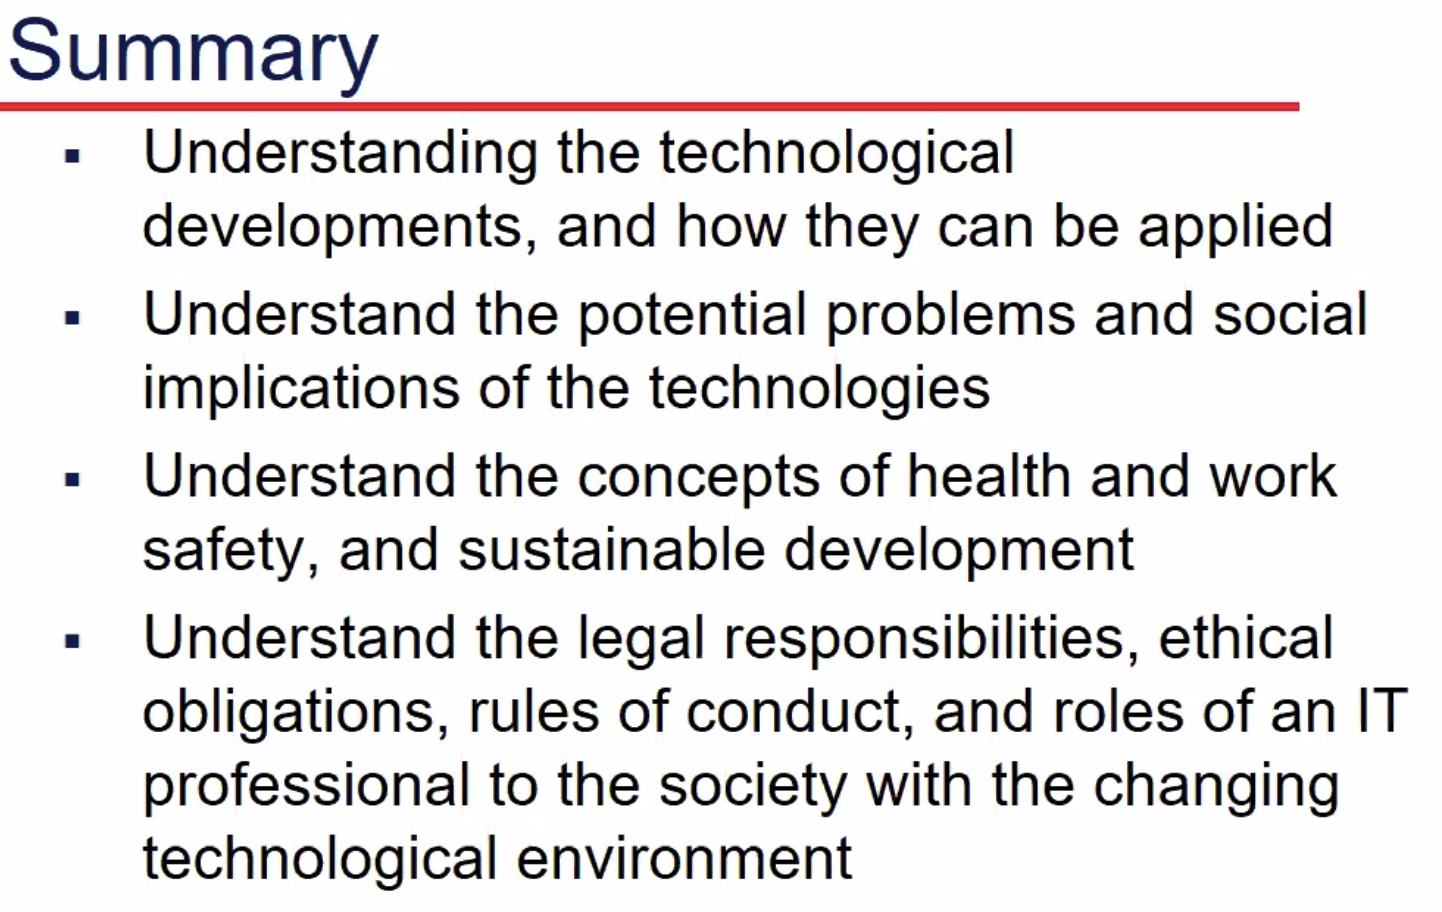 Summary
▪ Understanding the technological
developments, and how they can be applied
▪ Understand the potential problems and social
implications of the technologies
▪ Understand the concepts of health and work
safety, and sustainable development
▪ Understand the legal responsibilities, ethical
obligations, rules of conduct, and roles of an IT
professional to the society with the changing
technological environment